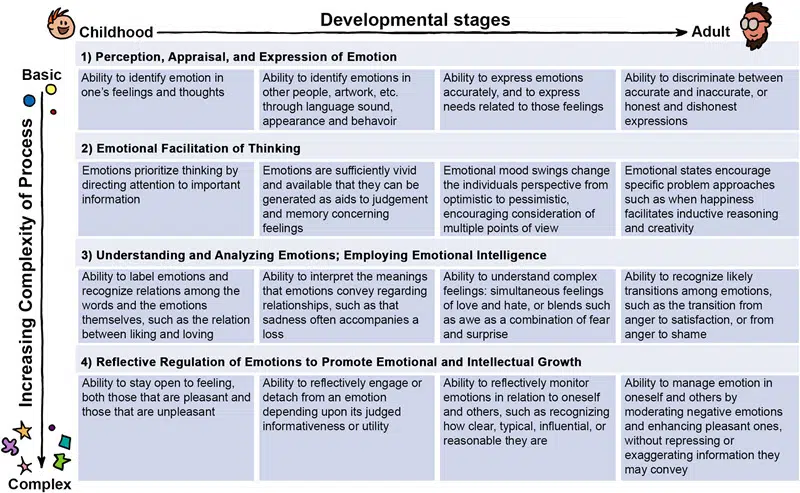 Developmental stages
Childhood
Adult
Increasing Complexity of Process
Basic
Complex
1) Perception, Appraisal, and Expression of Emotion
Ability to identify emotion in
one's feelings and thoughts
Ability to identify emotions in
other people, artwork, etc.
through language sound,
appearance and behavoir
Ability to express emotions
accurately, and to express
needs related to those feelings
Ability to discriminate between
accurate and inaccurate, or
honest and dishonest
expressions
2) Emotional Facilitation of Thinking
Emotions prioritize thinking by
directing attention to important
information
Emotions are sufficiently vivid
and available that they can be
generated as aids to judgement
and memory concerning
feelings
Emotional mood swings change
the individuals perspective from
optimistic to pessimistic,
encouraging consideration of
multiple points of view
Emotional states encourage
specific problem approaches
such as when happiness
facilitates inductive reasoning
and creativity
3) Understanding and Analyzing Emotions; Employing Emotional Intelligence
Ability to label emotions and
recognize relations among the
words and the emotions
themselves, such as the relation
between liking and loving
Ability to interpret the meanings
that emotions convey regarding
relationships, such as that
sadness often accompanies a
loss
Ability to understand complex
feelings: simultaneous feelings
of love and hate, or blends such
as awe as a combination of fear
and surprise
Ability to recognize likely
transitions among emotions,
such as the transition from
anger to satisfaction, or from
anger to shame
4) Reflective Regulation of Emotions to Promote Emotional and Intellectual Growth
Ability to stay open to feeling,
both those that are pleasant and
those that are unpleasant
Ability to reflectively engage or
detach from an emotion
depending upon its judged
informativeness or utility
Ability to reflectively monitor
emotions in relation to oneself
and others, such as recognizing
how clear, typical, influential, or
reasonable they are
Ability to manage emotion in
oneself and others by
moderating negative emotions
and enhancing pleasant ones,
without repressing or
exaggerating information they
may convey